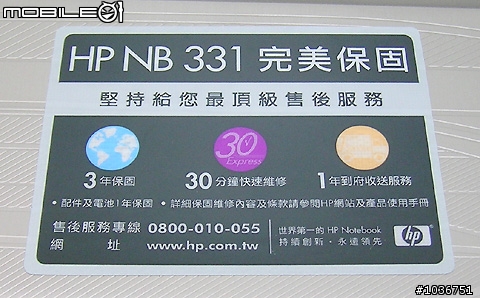 MOBILE01
HP NB 331 完美保固
堅持給您最頂級售後服務
30
Express
3年保固
30分鐘快速維修
1年到府收送服務
・配件及電池1年保固
・詳細保固維修內容及條款請參閱HP網站及產品使用手冊
售後服務專線 0800-010-055
網 址 www.hp.com.tw
世界第一的 HP Notebook
持續創新・永遠領先
hp
#1036751